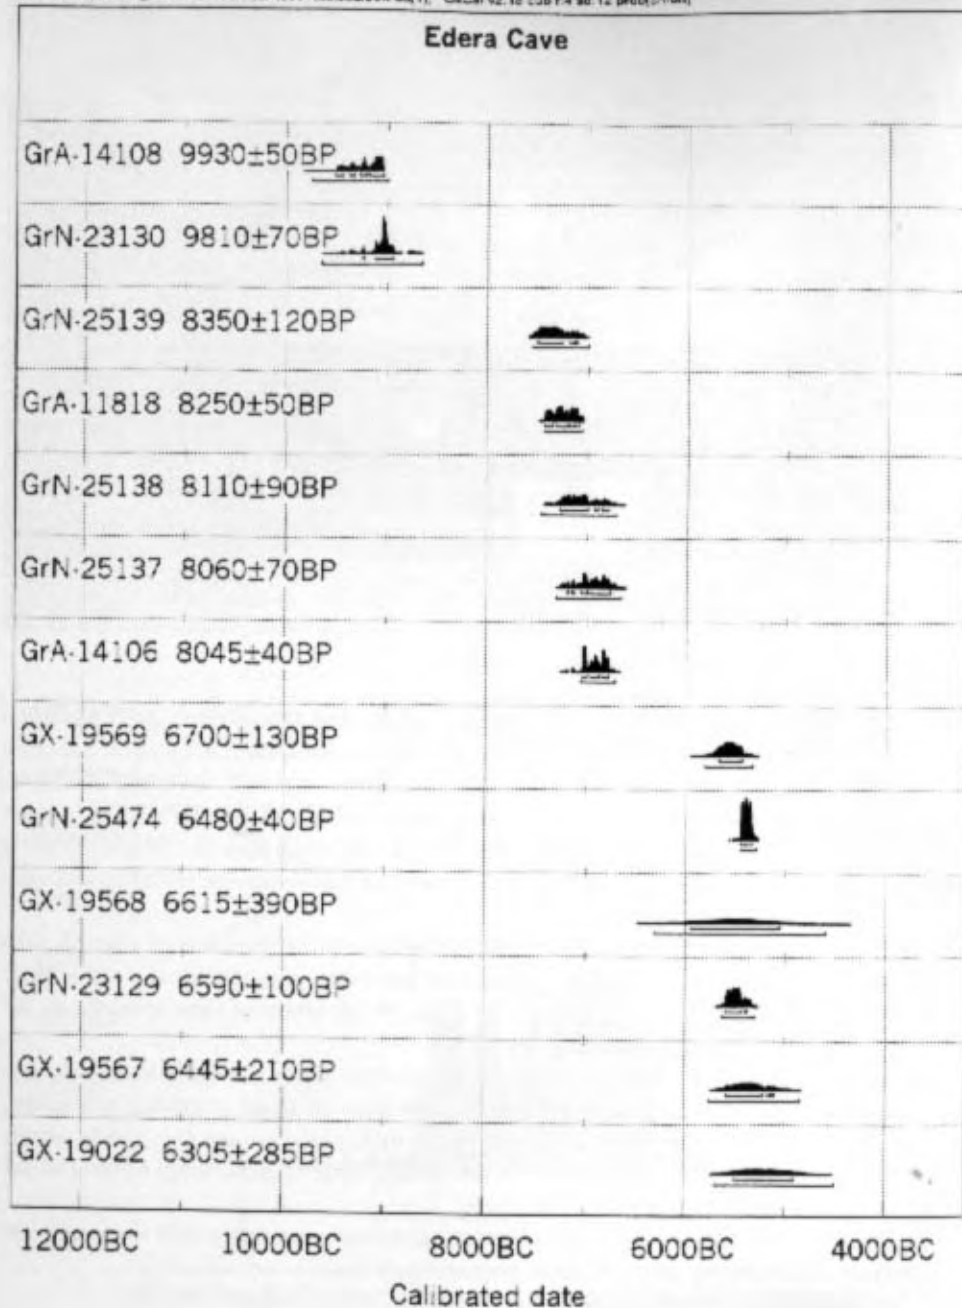 Edera Cave
GrA-14108 9930±50BP
GrN-23130 9810±70BP
GrN-25139 8350±120BP
GrA-11818 8250±50BP
GrN-25138 8110±90BP
GrN-25137 8060±70BP
GrA-14106 8045±40BP
GX-19569 6700±130BP
GrN-25474 6480±40BP
GX-19568 6615±390BP
GrN-23129 6590±100BP
GX-19567 6445±210BP
GX-19022 6305±285BP
12000BC 10000BC 8000BC 6000BC 4000BC
Calibrated date